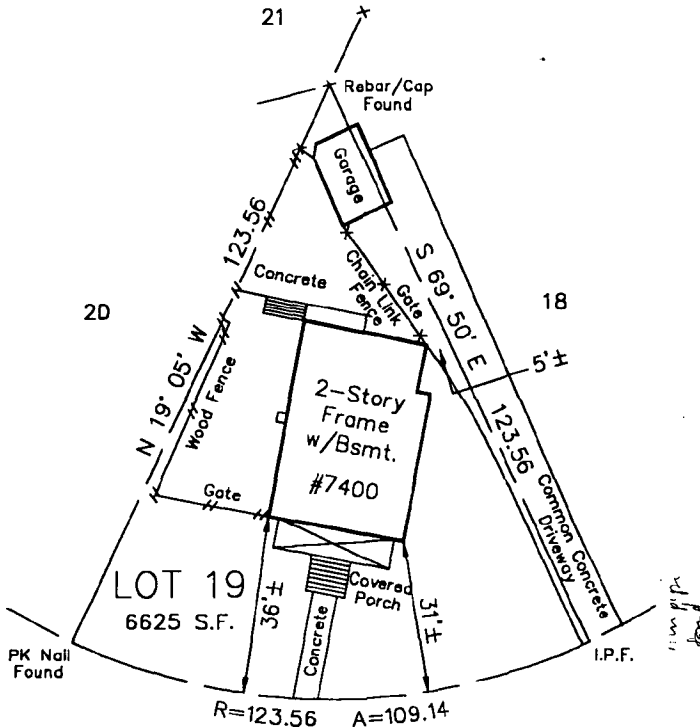 21
Rebar/Cap
Found
Garage
123.56
Concrete
Chain Link
Fence
Gate
S 69° 50' E
18
20
5'±
N 19° 05' W
Wood Fence
2-Story
Frame
w/Bsmt.
#7400
123.56
Common Concrete
Driveway
Gate
LOT 19
6625 S.F.
36'±
Covered
Porch
31'±
Concrete
PK Nail
Found
I.P.F.
R=123.56 A=109.14